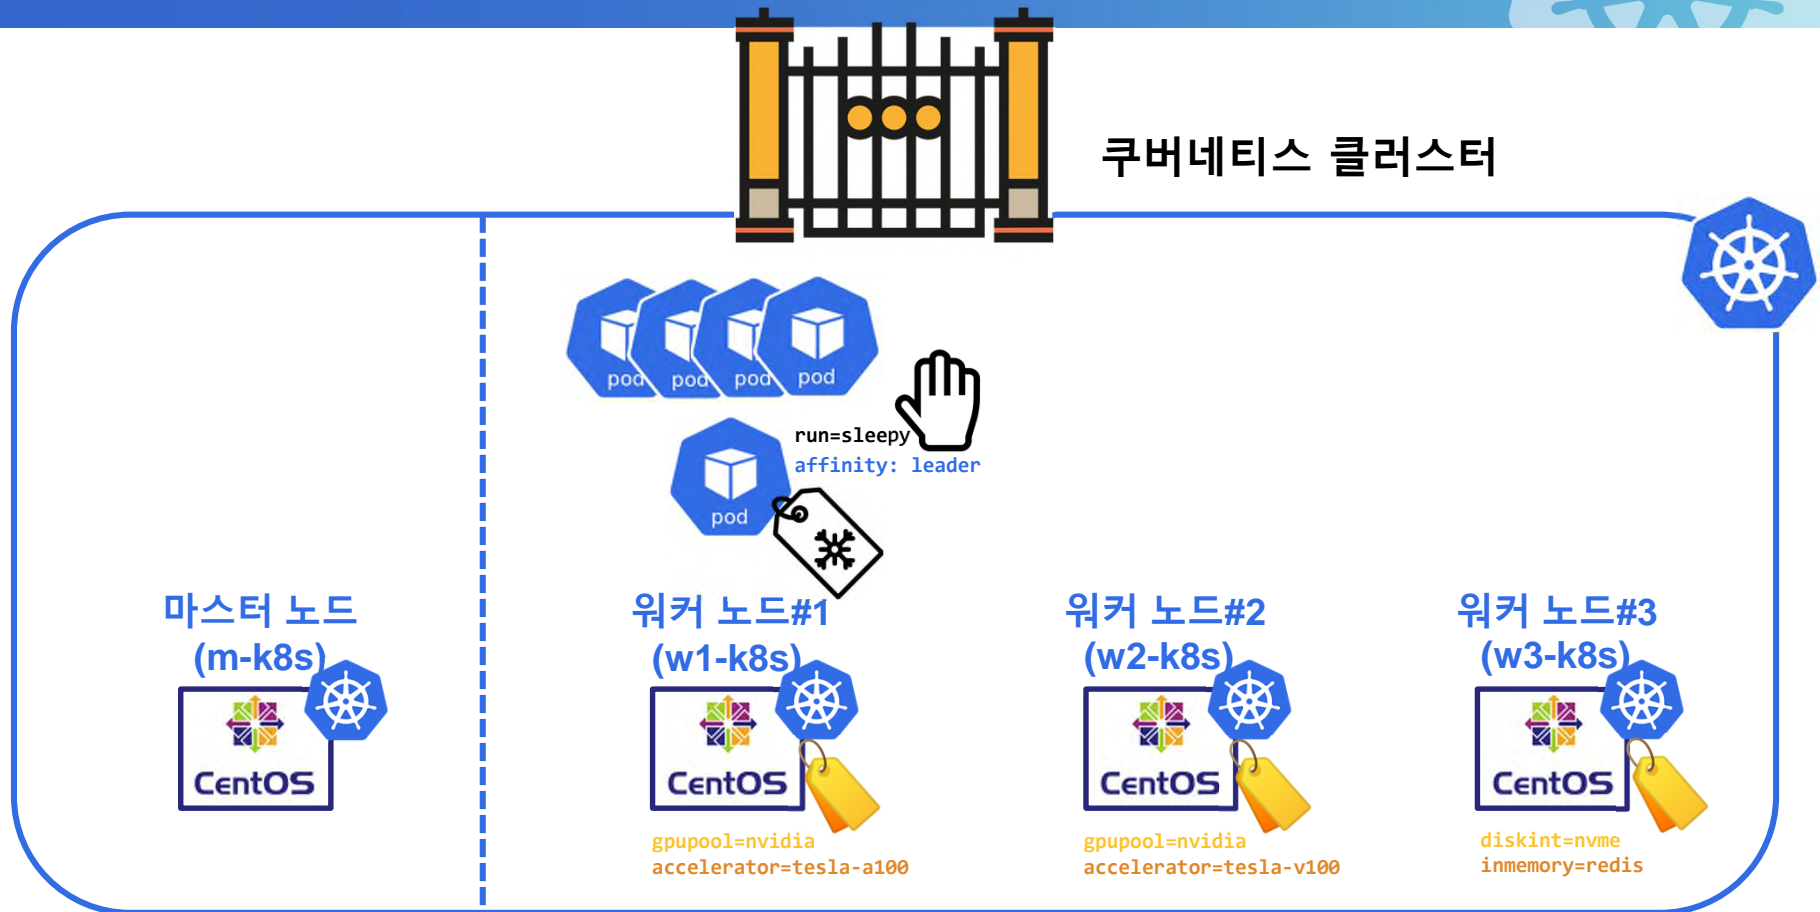 쿠버네티스 클러스터
pod
pod
pod
pod
run=sleepy
affinity: leader
pod
마스터 노드
(m-k8s)
CentOS
워커 노드#1
(w1-k8s)
CentOS
gpupool=nvidia
accelerator=tesla-a100
워커 노드#2
(w2-k8s)
CentOS
gpupool=nvidia
accelerator=tesla-v100
워커 노드#3
(w3-k8s)
CentOS
diskint=nvme
inmemory=redis